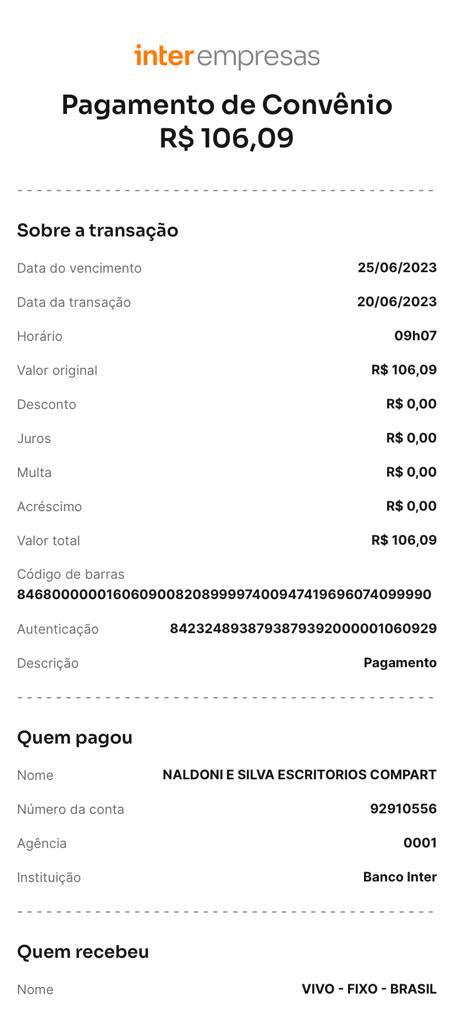 inter empresas
Pagamento de Convênio
R$ 106,09
Sobre a transação
Data do vencimento 25/06/2023
Data da transação 20/06/2023
Horário 09h07
Valor original R$ 106,09
Desconto R$ 0,00
Juros R$ 0,00
Multa R$ 0,00
Acréscimo R$ 0,00
Valor total R$ 106,09
Código de barras
846800000016060900820899997400947419696074099990
Autenticação 84232489387938793920000010609​29
Descrição Pagamento
Quem pagou
Nome NALDONI E SILVA ESCRITORIOS COMPART
Número da conta 92910556
Agência 0001
Instituição Banco Inter
Quem recebeu
Nome VIVO - FIXO - BRASIL